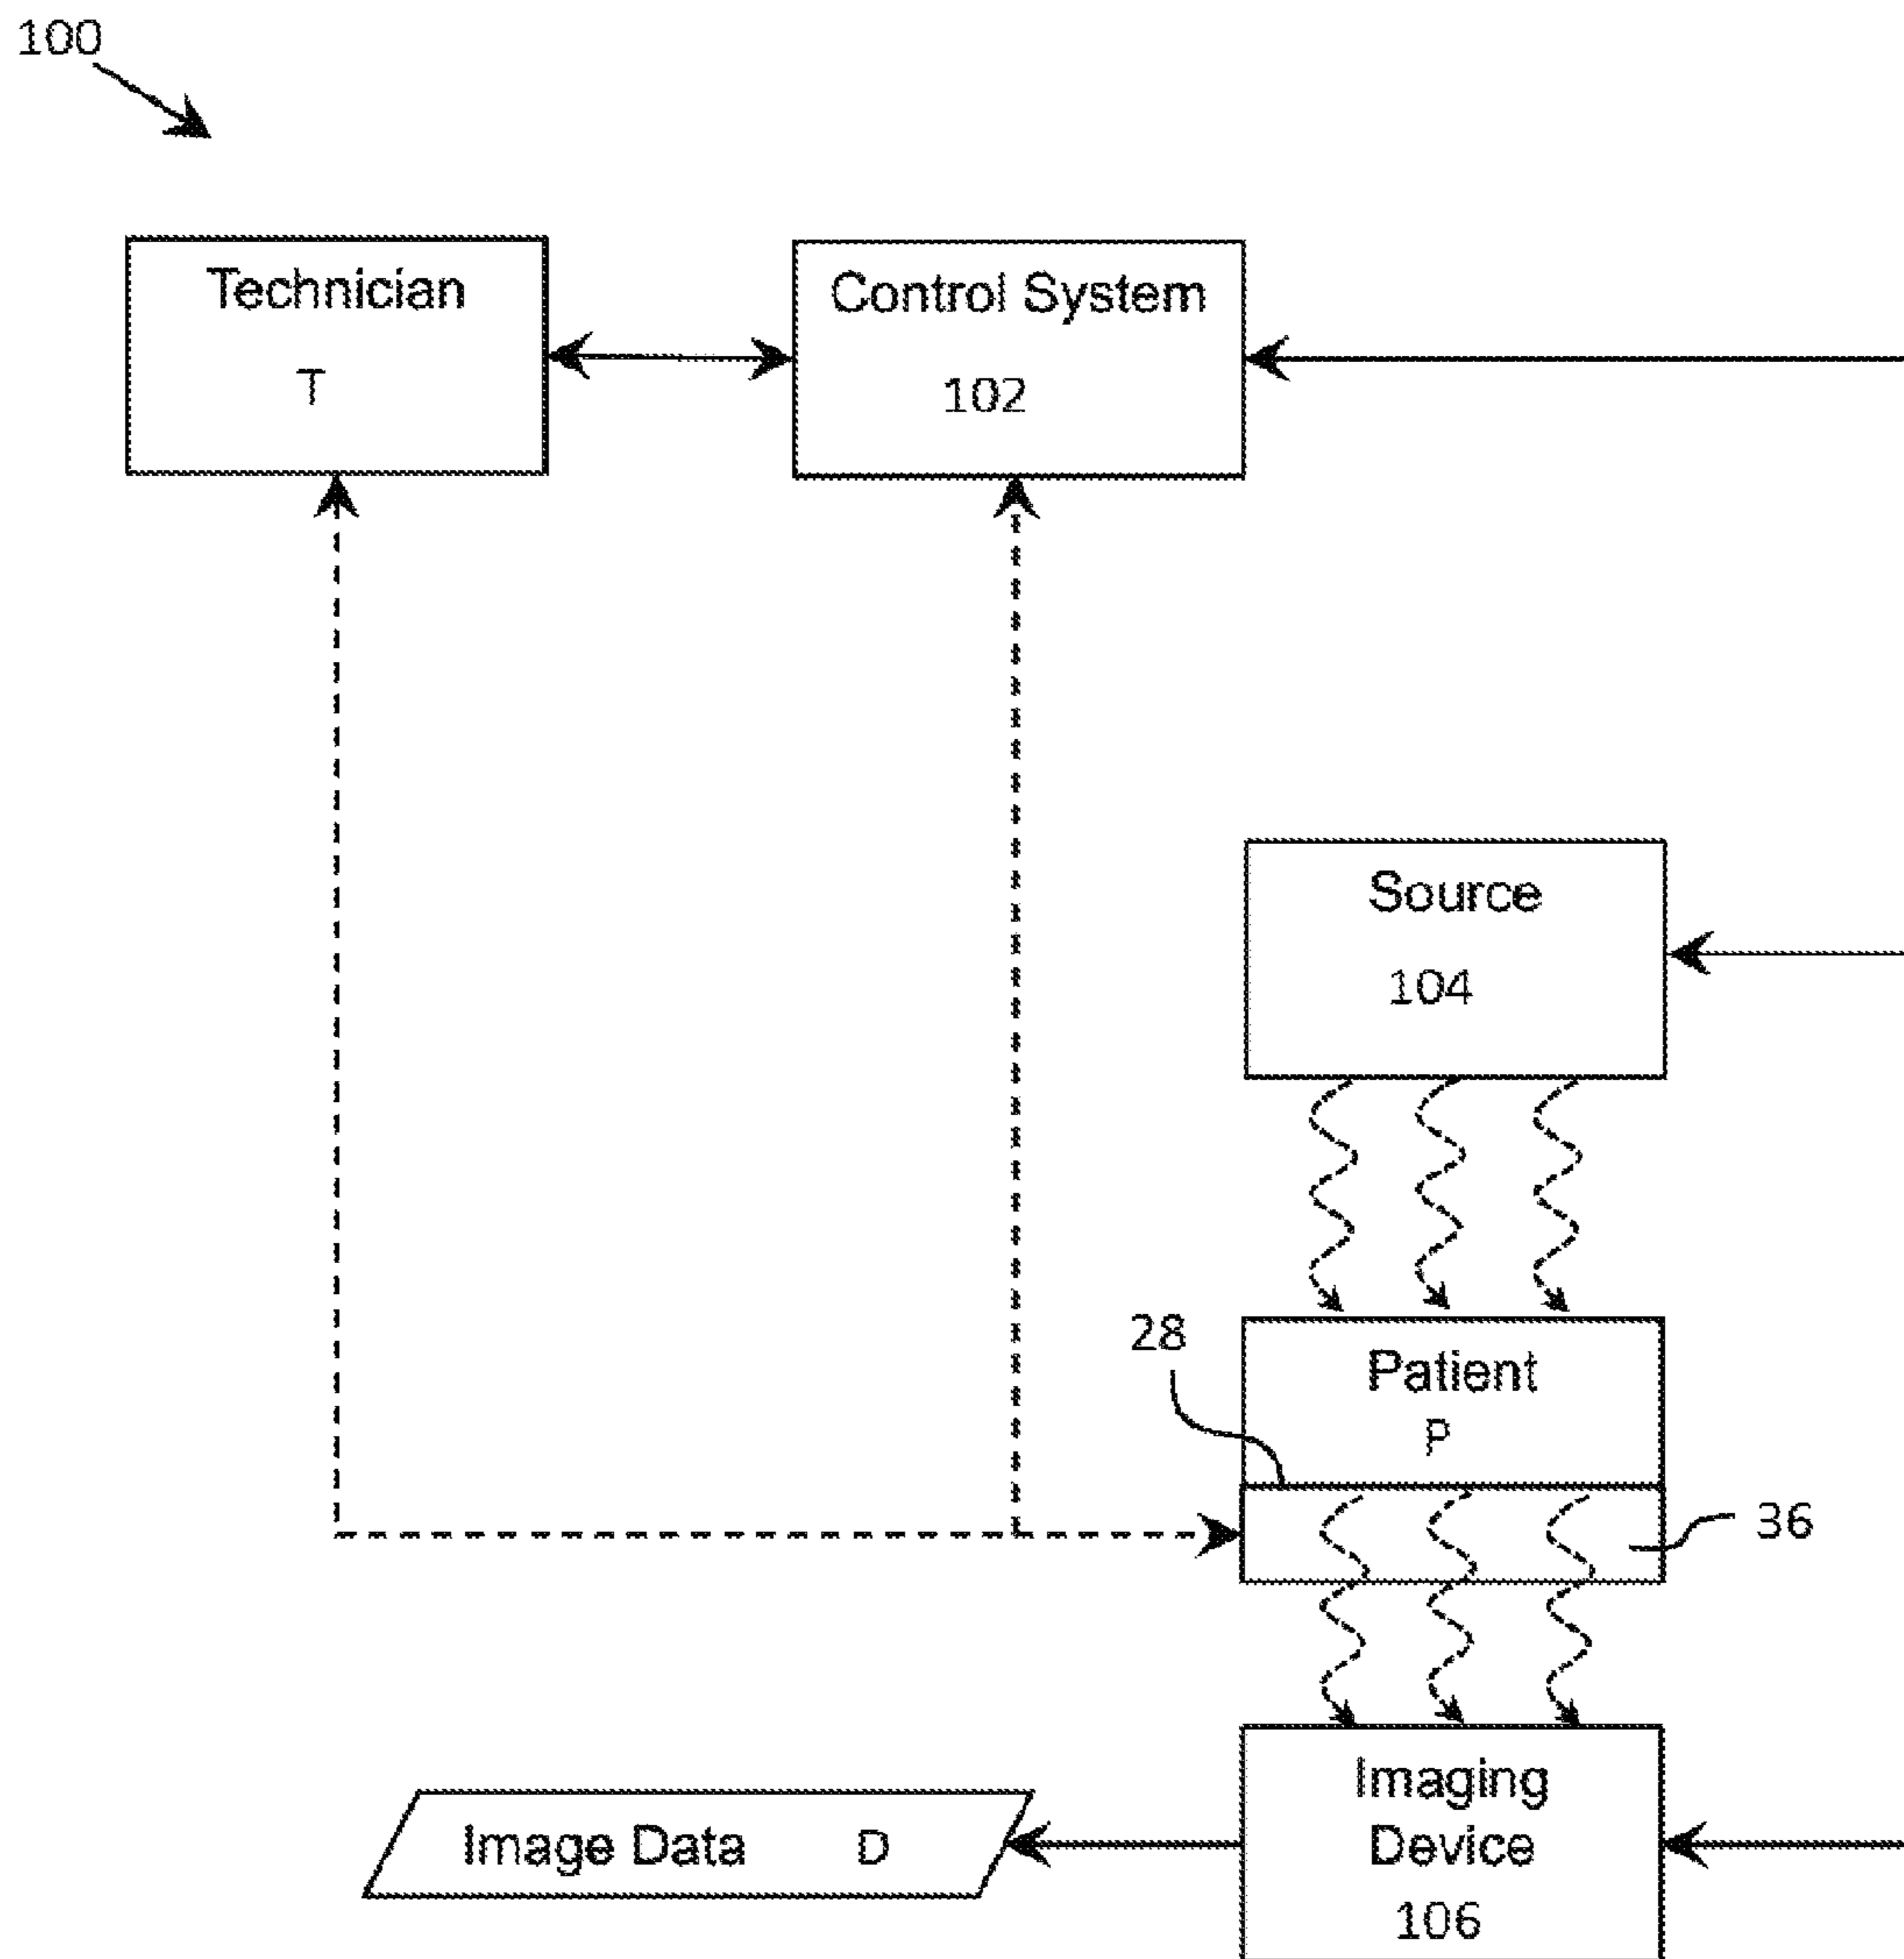 100
Technician
T
Control System
102
Source
104
28
Patient
P
36
Imaging
Device
106
Image Data D